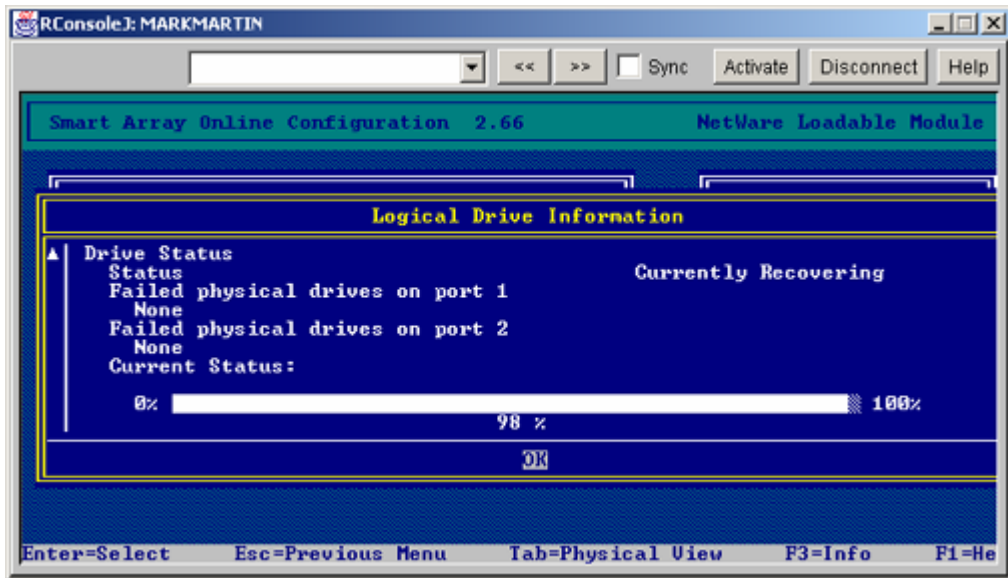 RConsoleJ: MARKMARTIN
<< >> Sync Activate Disconnect Help
Smart Array Online Configuration 2.66 NetWare Loadable Module
Logical Drive Information
Drive Status
Status Currently Recovering
Failed physical drives on port 1
None
Failed physical drives on port 2
None
Current Status:
0% 100%
98 %
OK
Enter=Select Esc=Previous Menu Tab=Physical View F3=Info F1=He